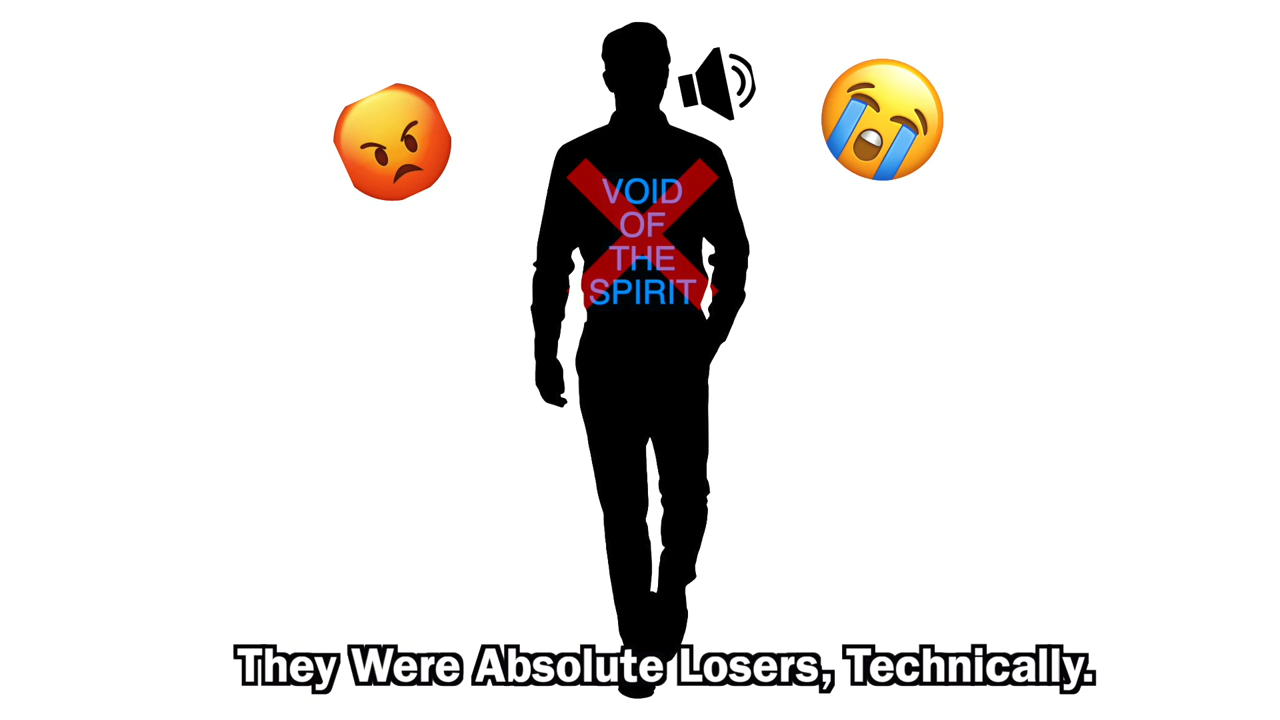 VOID
OF
THE
SPIRIT
They Were Absolute Losers, Technically.